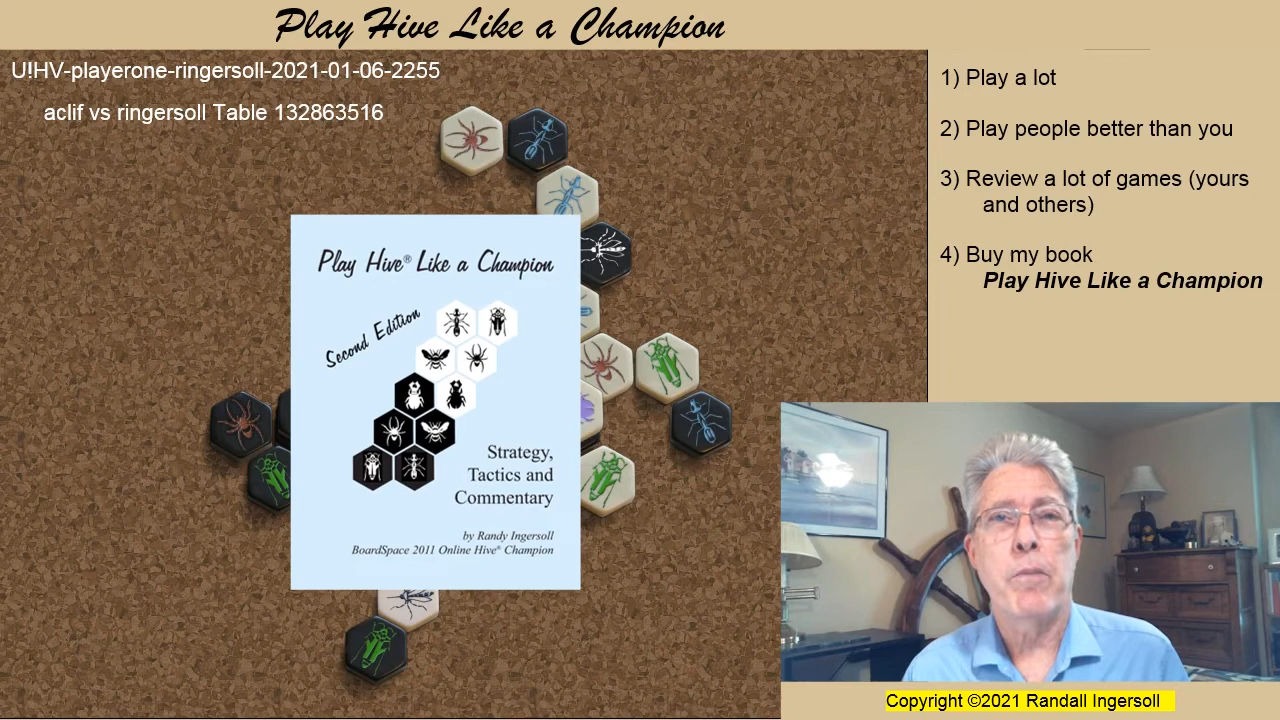 Play Hive Like a Champion
U!HV-playerone-ringersoll-2021-01-06-2255
aclif vs ringersoll Table 132863516
Play Hive® Like a Champion
Second Edition
Strategy,
Tactics and
Commentary
by Randy Ingersoll
BoardSpace 2011 Online Hive® Champion
1) Play a lot
2) Play people better than you
3) Review a lot of games (yours
and others)
4) Buy my book
Play Hive Like a Champion
Copyright ©2021 Randall Ingersoll